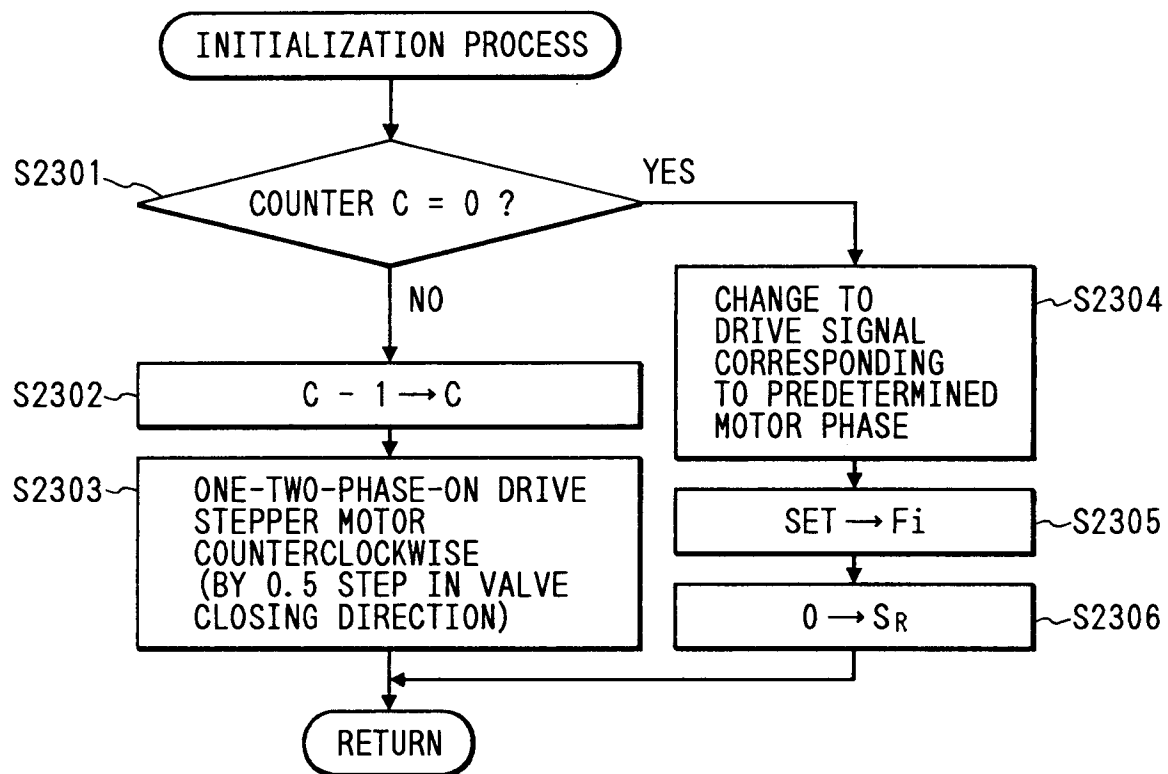 INITIALIZATION PROCESS
S2301
COUNTER C = 0 ?
YES
NO
S2302
C - 1 → C
S2303
ONE-TWO-PHASE-ON DRIVE
STEPPER MOTOR
COUNTERCLOCKWISE
(BY 0.5 STEP IN VALVE
CLOSING DIRECTION)
CHANGE TO
DRIVE SIGNAL
CORRESPONDING
TO PREDETERMINED
MOTOR PHASE
S2304
SET → Fi
S2305
0 → SR
S2306
RETURN